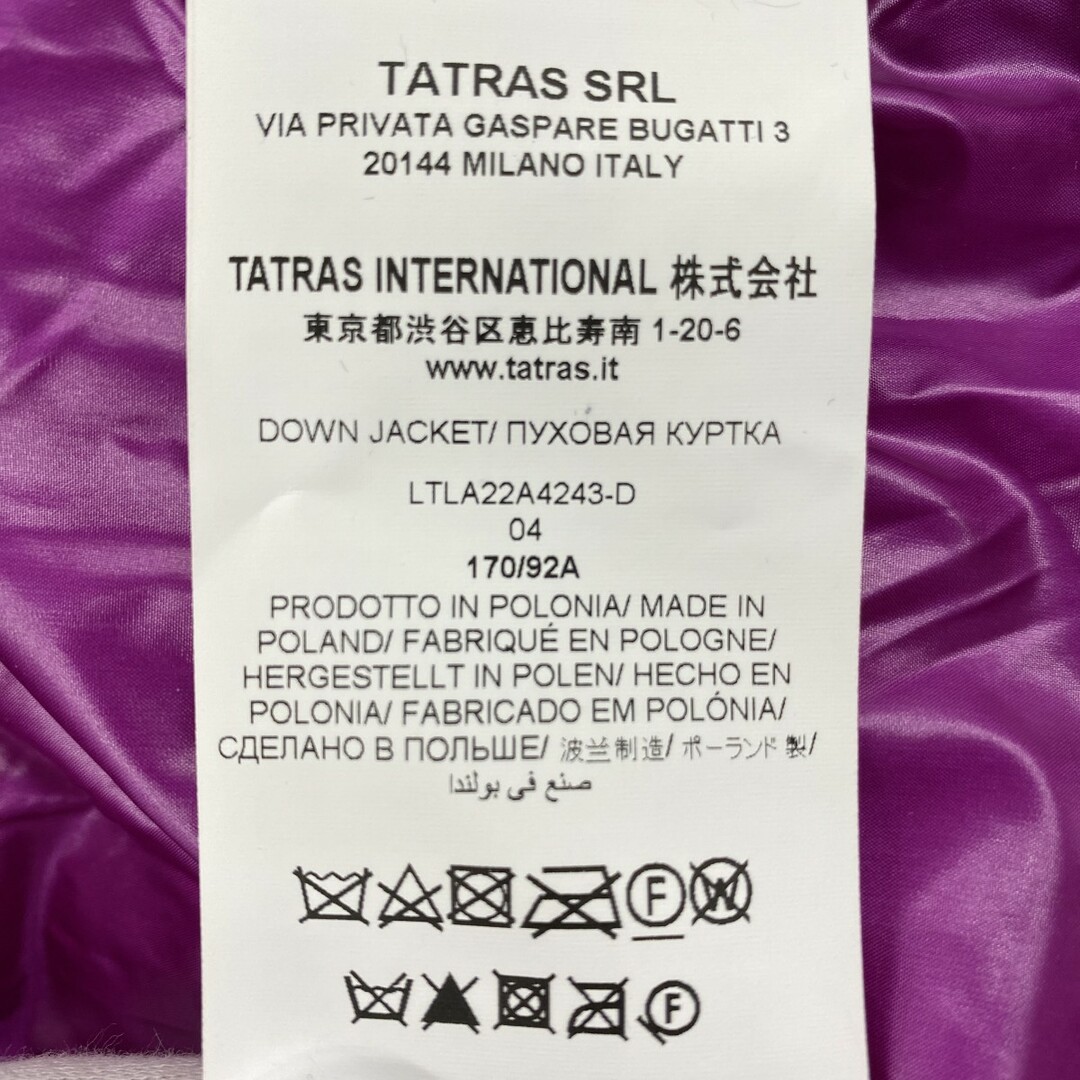 TATRAS SRL
VIA PRIVATA GASPARE BUGATTI 3
20144 MILANO ITALY
TATRAS INTERNATIONAL 株式会社
東京都渋谷区恵比寿南 1-20-6
www.tatras.it
DOWN JACKET/ ПУХОВАЯ КУРТКА
LTLA22A4243-D
04
170/92A
PRODOTTO IN POLONIA/ MADE IN
POLAND/ FABRIQUÉ EN POLOGNE/
HERGESTELLT IN POLEN/ HECHO EN
POLONIA/ FABRICADO EM POLÓNIA/
СДЕЛАНО В ПОЛЬШЕ/ 波兰制造/ ポーランド 製/
صنع في بولندا
F W
F